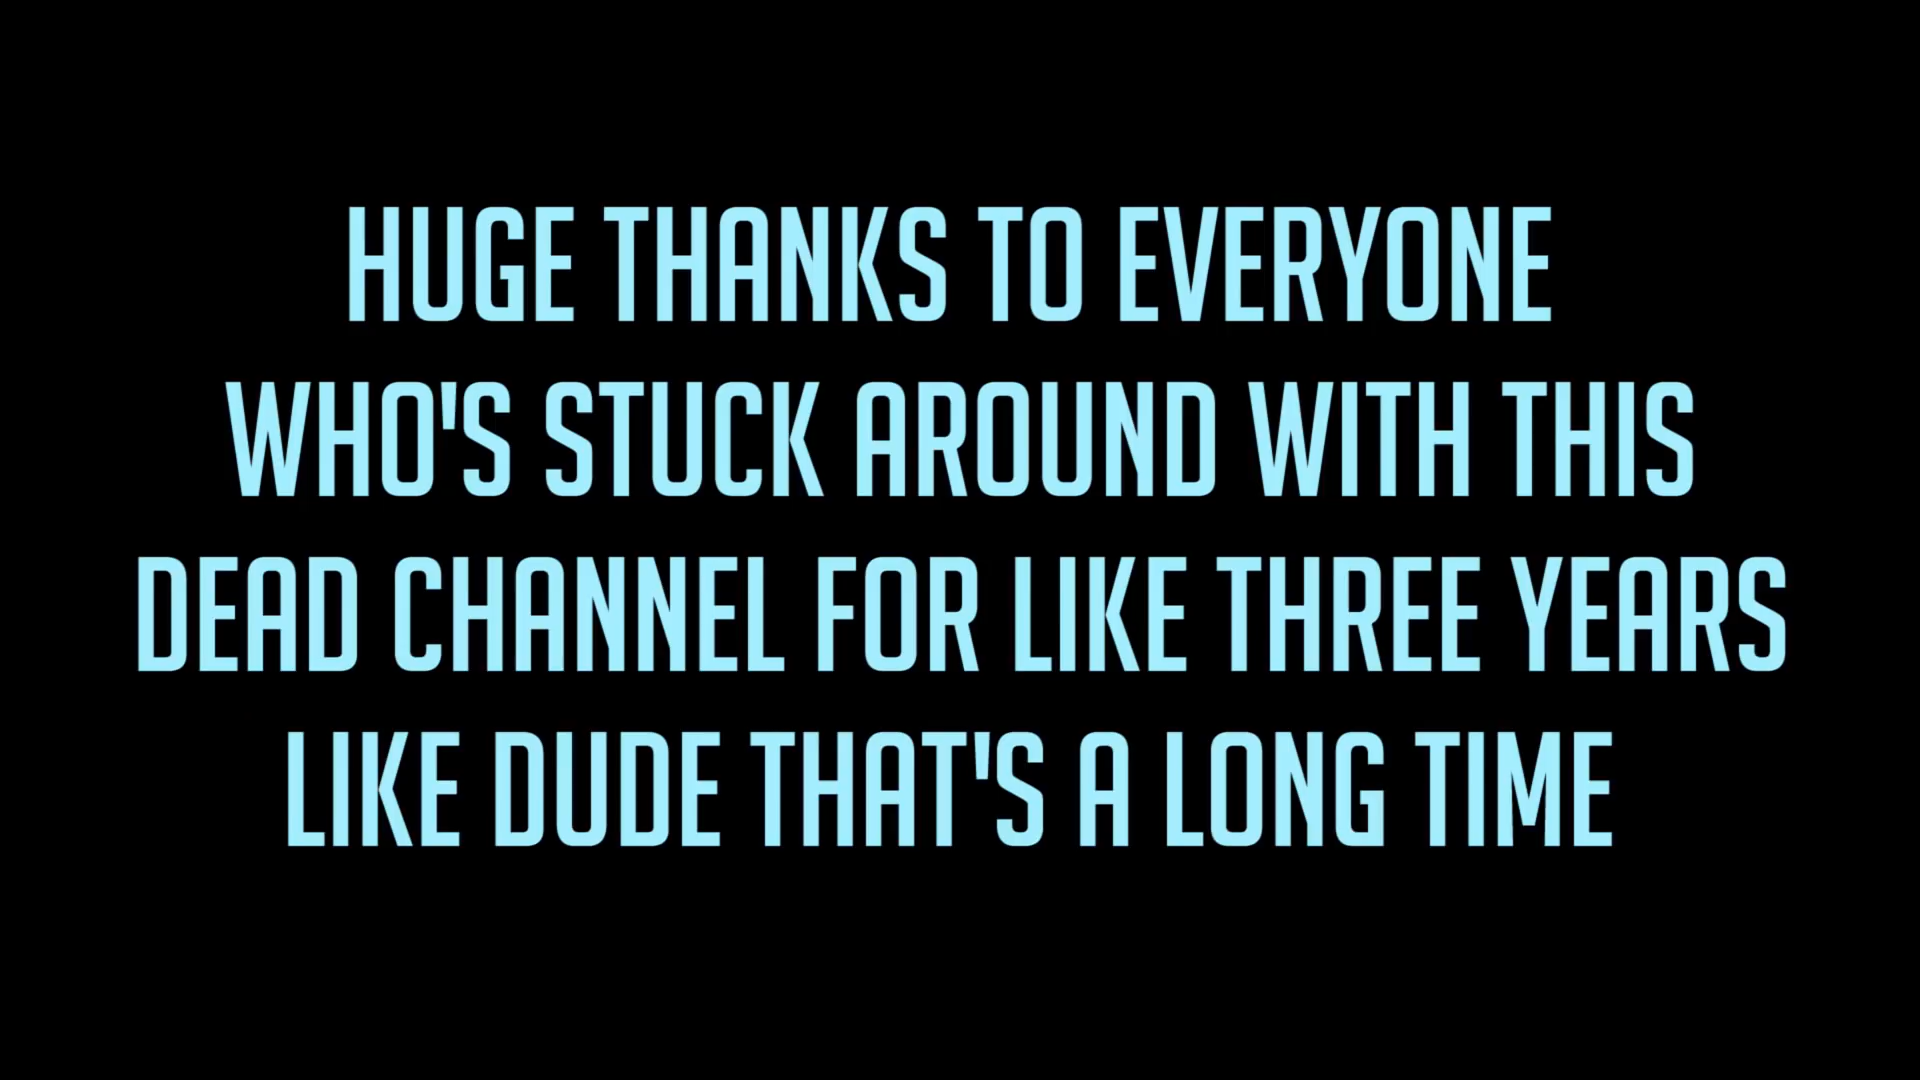 HUGE THANKS TO EVERYONE
WHO'S STUCK AROUND WITH THIS
DEAD CHANNEL FOR LIKE THREE YEARS
LIKE DUDE THAT'S A LONG TIME